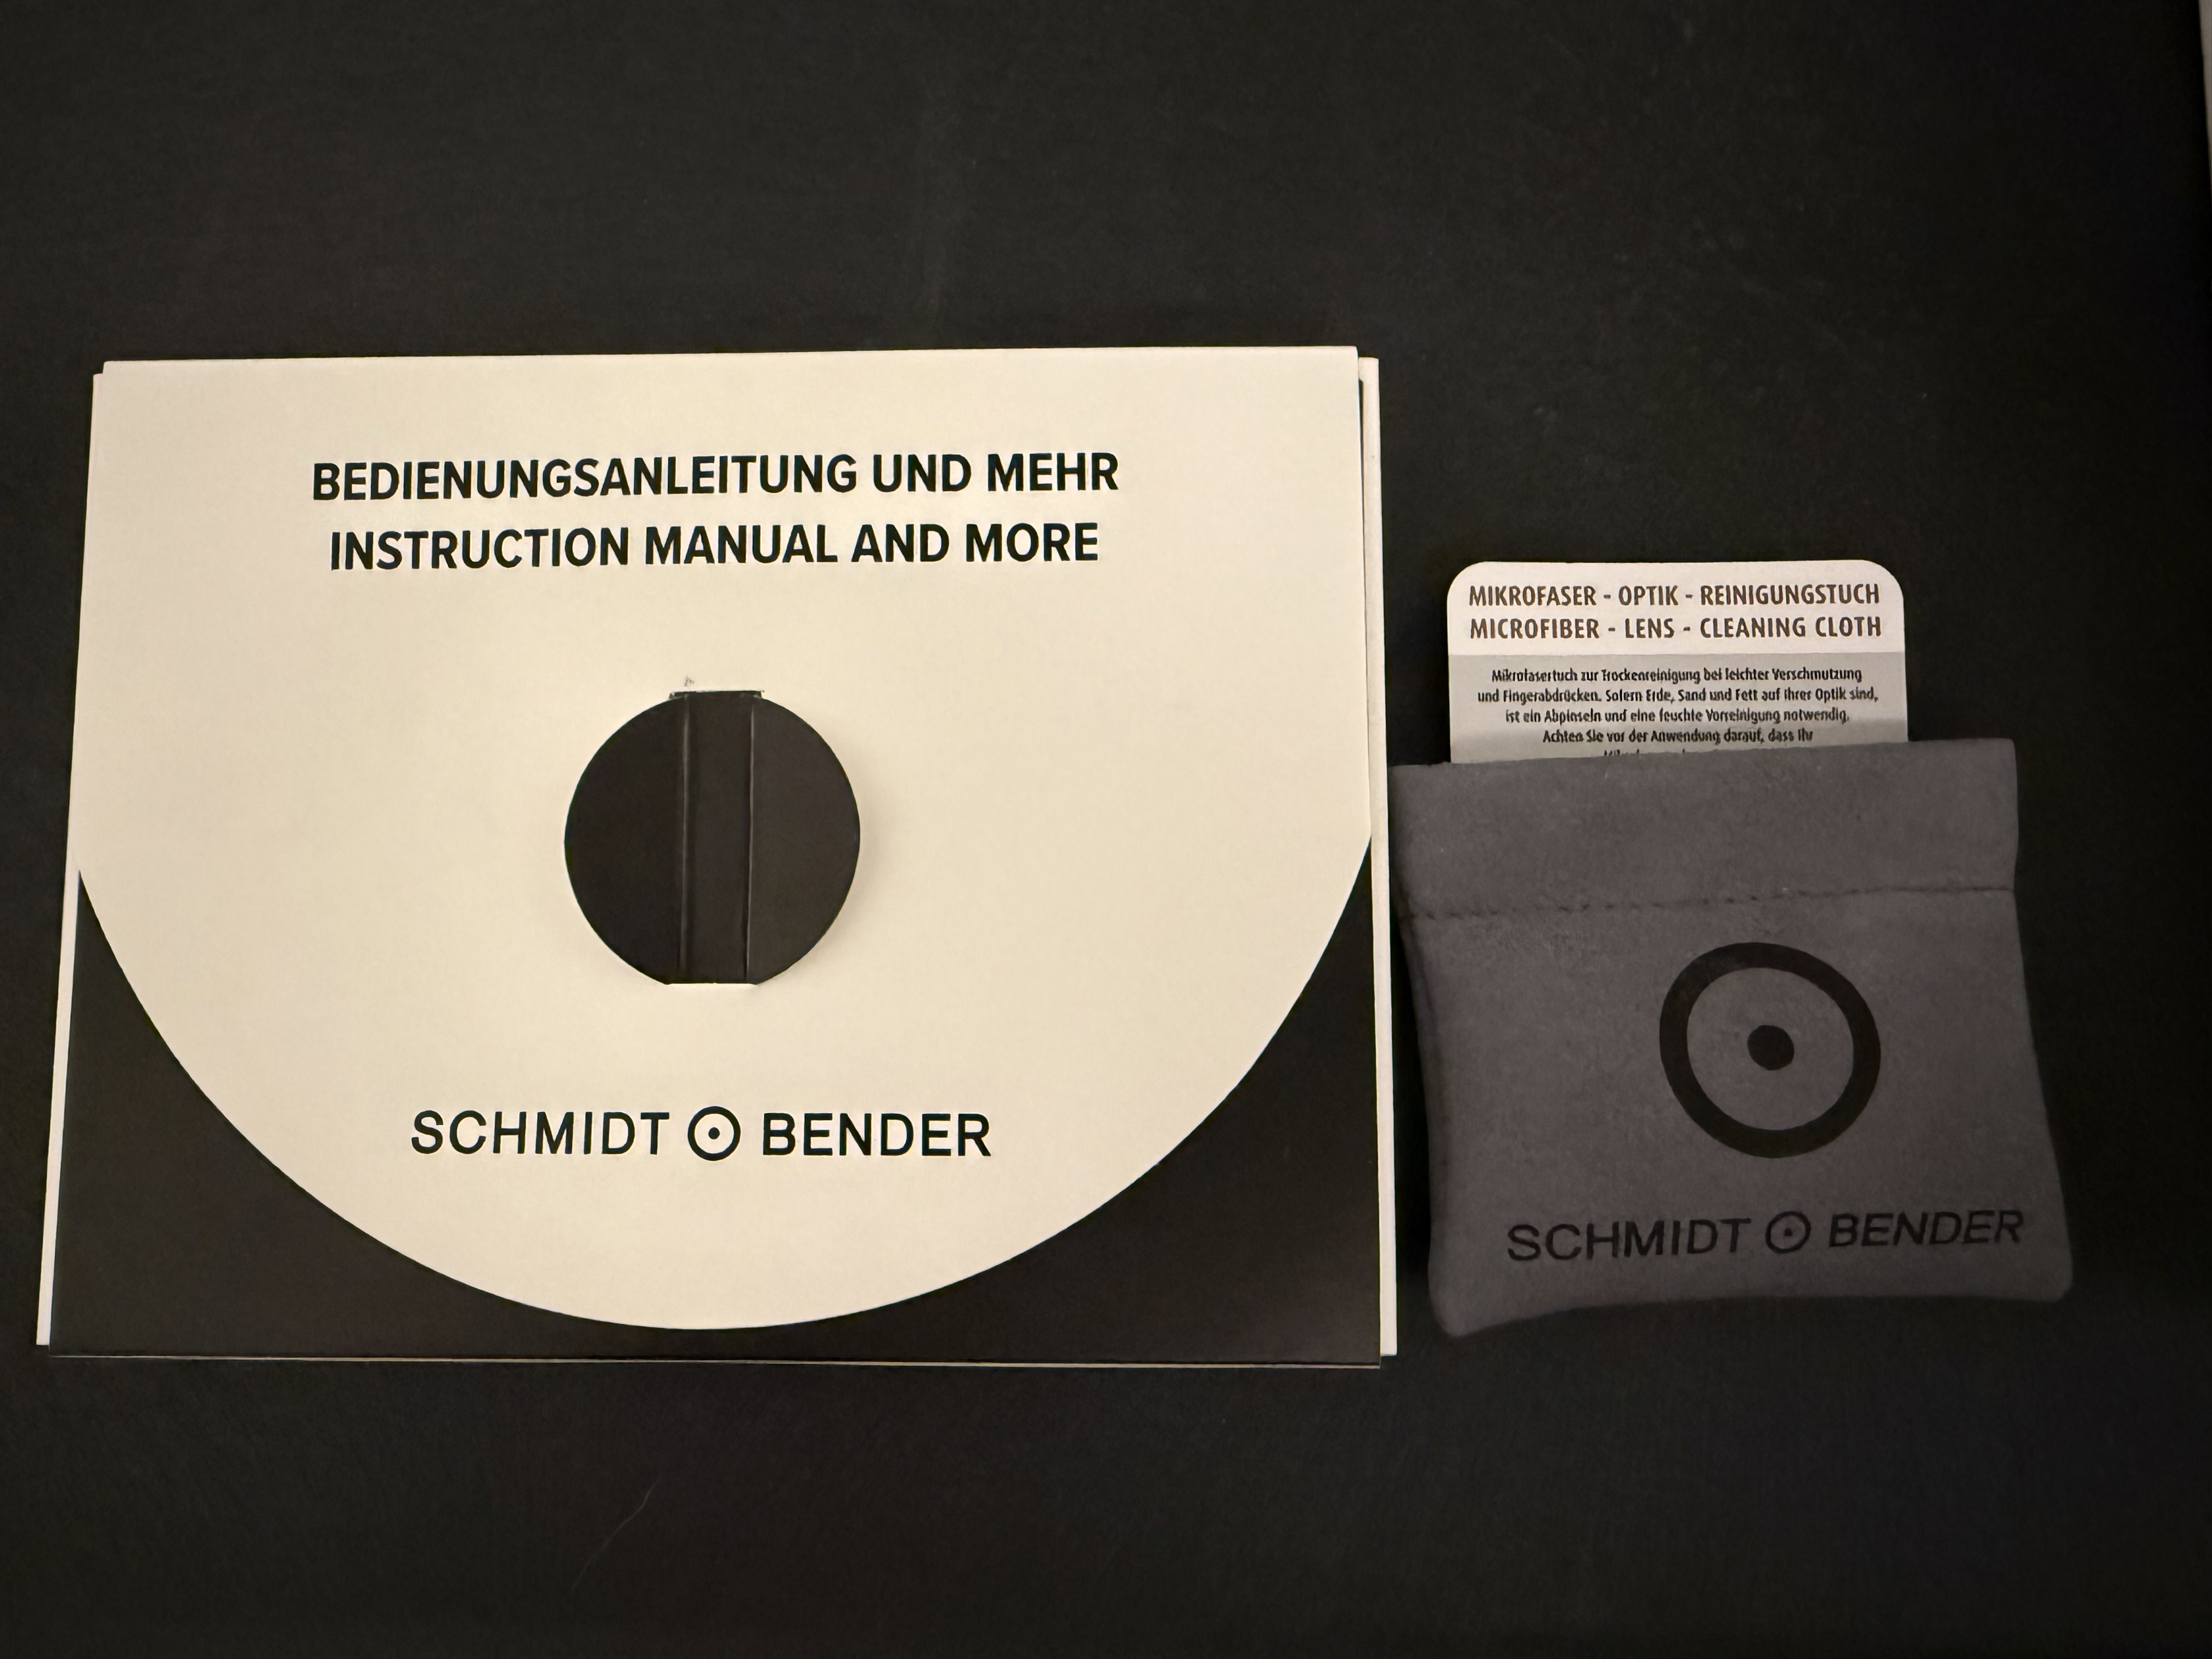 BEDIENUNGSANLEITUNG UND MEHR
INSTRUCTION MANUAL AND MORE
SCHMIDT BENDER
MIKROFASER - OPTIK - REINIGUNGSTUCH
MICROFIBER - LENS - CLEANING CLOTH
Mikrofasertuch zur Trockenreinigung bei leichter Verschmutzung
und Fingerabdrücken. Sofern Erde, Sand und Fett auf Ihrer Optik sind,
ist ein Abpinseln und eine feuchte Vorreinigung notwendig.
Achten Sie vor der Anwendung darauf, dass Ihr
SCHMIDT BENDER